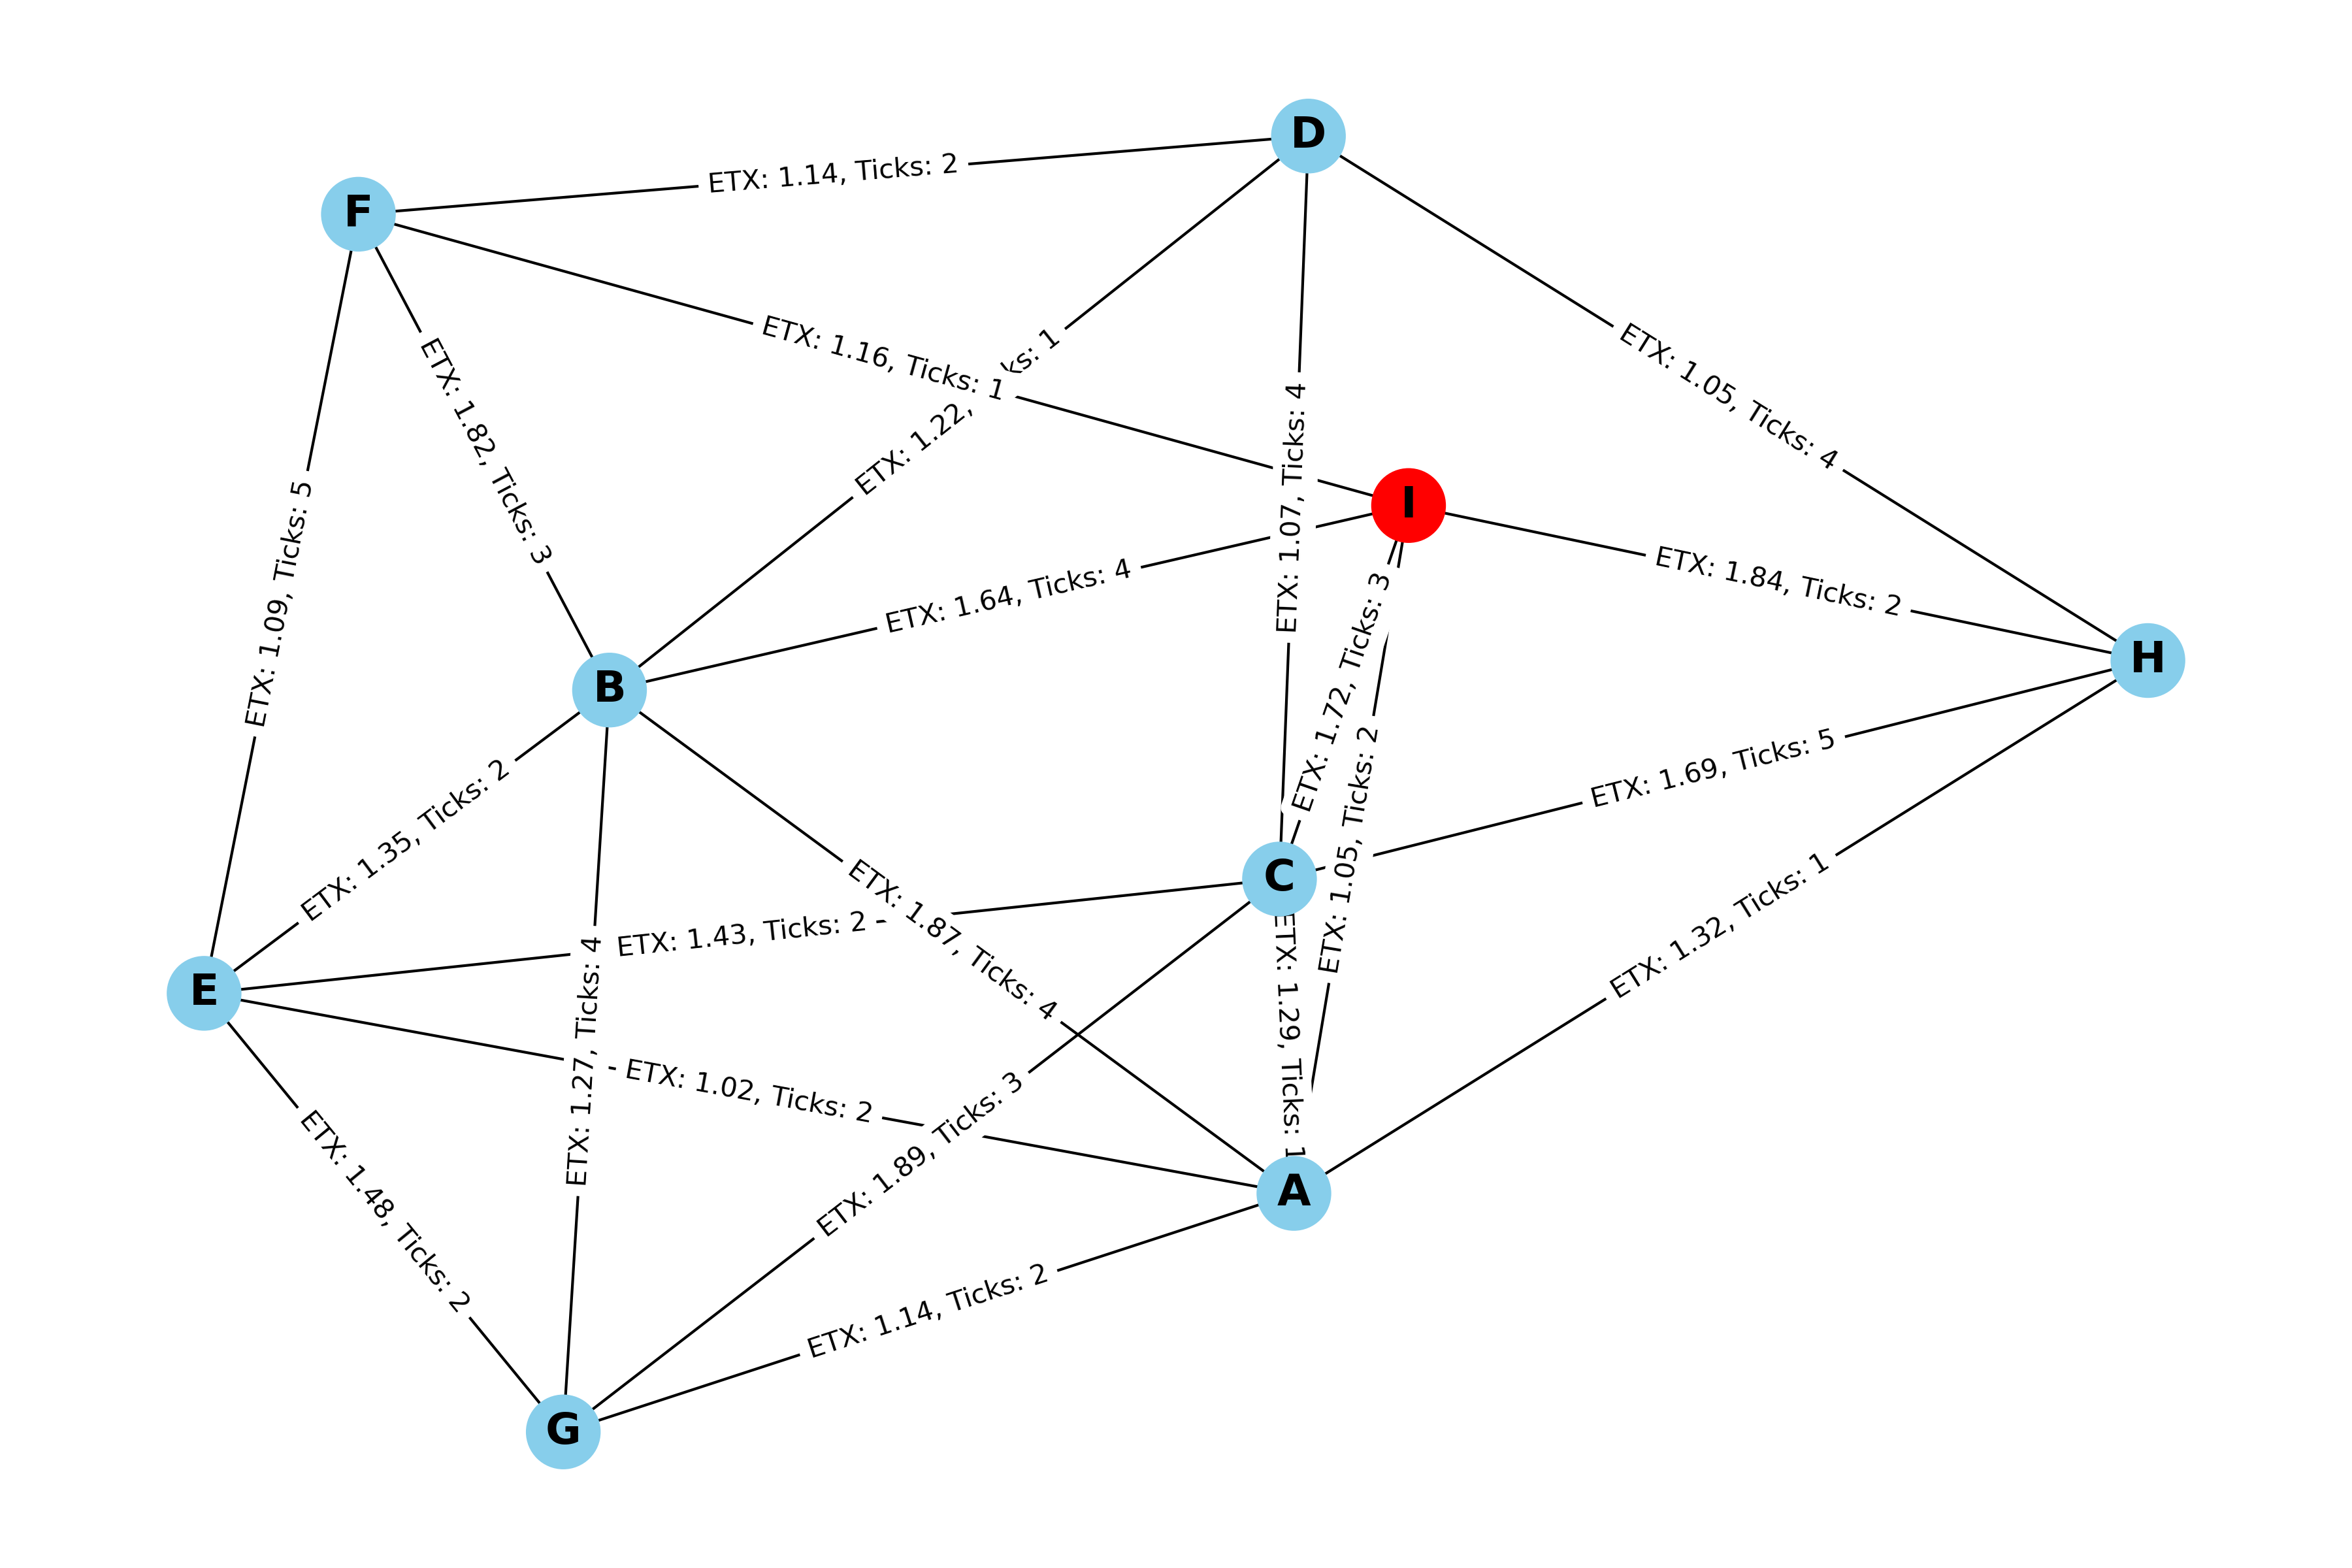 D
F
ETX: 1.14, Ticks: 2
ETX: 1.16, Ticks: 1
ETX: 1.22, ks: 1
ETX: 1.05, Ticks: 4
ETX: 1.82, Ticks: 3
ETX: 1.07, Ticks: 4
I
ETX: 1.09, Ticks: 5
ETX: 1.64, Ticks: 4
ETX: 1.84, Ticks: 2
H
B
ETX: 1.72, Ticks: 3
ETX: 1.69, Ticks: 5
ETX: 1.35, Ticks: 2
ETX: 1.05, Ticks: 2
C
ETX: 1.43, Ticks: 2
ETX: 1.87, Ticks: 4
ETX: 1.32, Ticks: 1
E
ETX: 1.29, Ticks: 1
ETX: 1.27, Ticks: 4
ETX: 1.02, Ticks: 2
ETX: 1.89, Ticks: 3
A
ETX: 1.48, Ticks: 2
ETX: 1.14, Ticks: 2
G